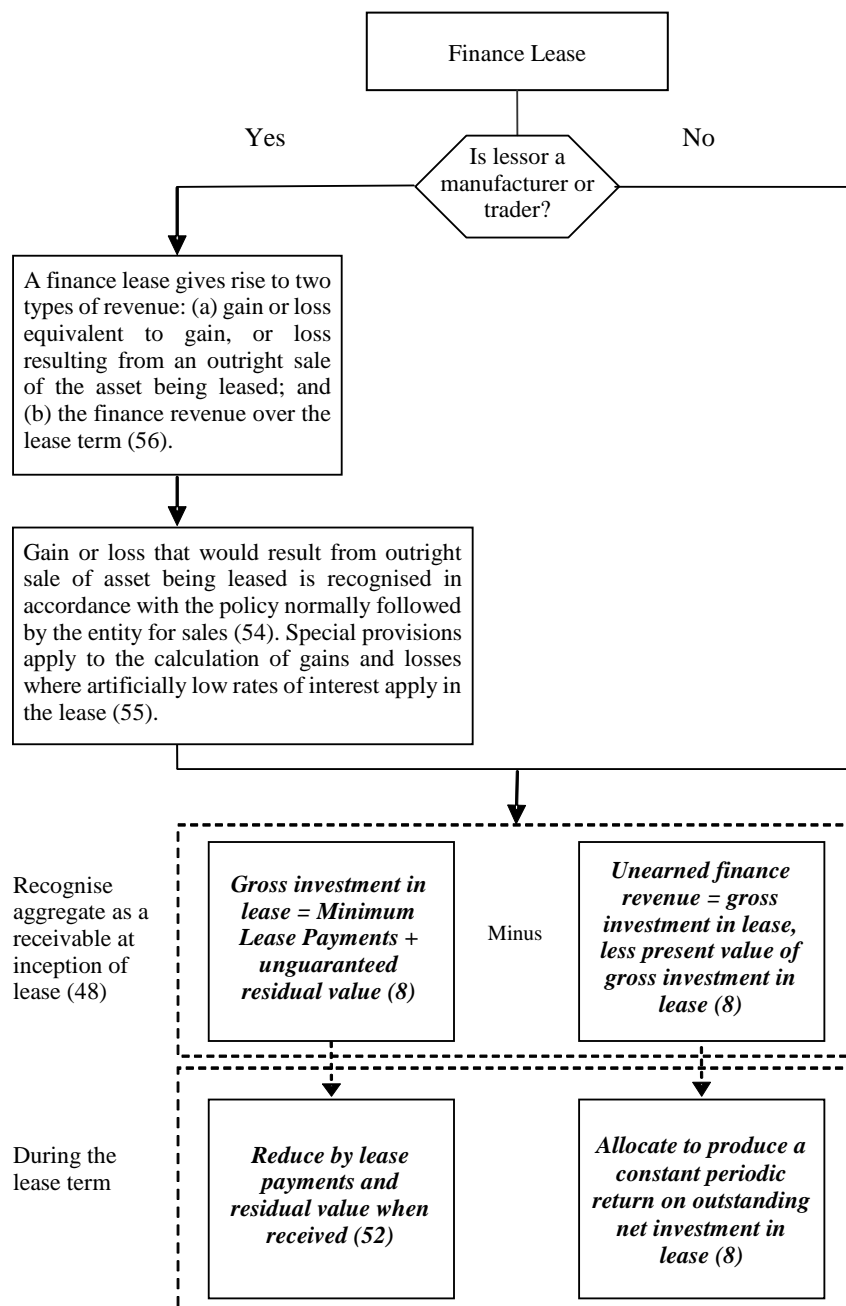 Finance Lease
Yes
No
Is lessor a
manufacturer or
trader?
A finance lease gives rise to two
types of revenue: (a) gain or loss
equivalent to gain, or loss
resulting from an outright sale
of the asset being leased; and
(b) the finance revenue over the
lease term (56).
Gain or loss that would result from outright
sale of asset being leased is recognised in
accordance with the policy normally followed
by the entity for sales (54). Special provisions
apply to the calculation of gains and losses
where artificially low rates of interest apply in
the lease (55).
Recognise
aggregate as a
receivable at
inception of
lease (48)
Gross investment in
lease = Minimum
Lease Payments +
unguaranteed
residual value (8)
Minus
Unearned finance
revenue = gross
investment in lease,
less present value of
gross investment in
lease (8)
During the
lease term
Reduce by lease
payments and
residual value when
received (52)
Allocate to produce a
constant periodic
return on outstanding
net investment in
lease (8)